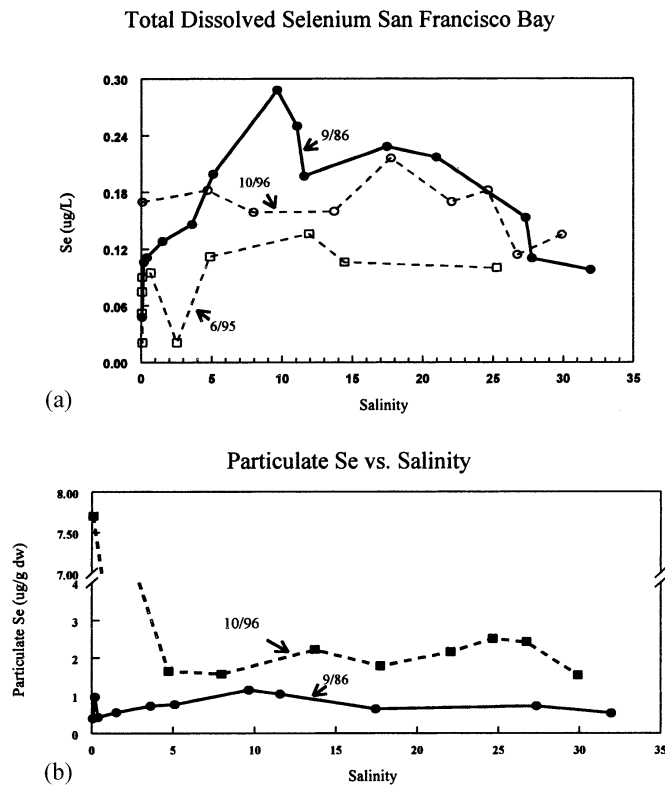 Total Dissolved Selenium San Francisco Bay
0.30
0.24
0.18
0.12
0.06
0.00
Se (ug/L)
9/86
10/96
6/95
0 5 10 15 20 25 30 35
Salinity
(a)
Particulate Se vs. Salinity
8.00
7.50
7.00
4
3
2
1
0
Particulate Se (ug/g dw)
10/96
9/86
0 5 10 15 20 25 30 35
Salinity
(b)